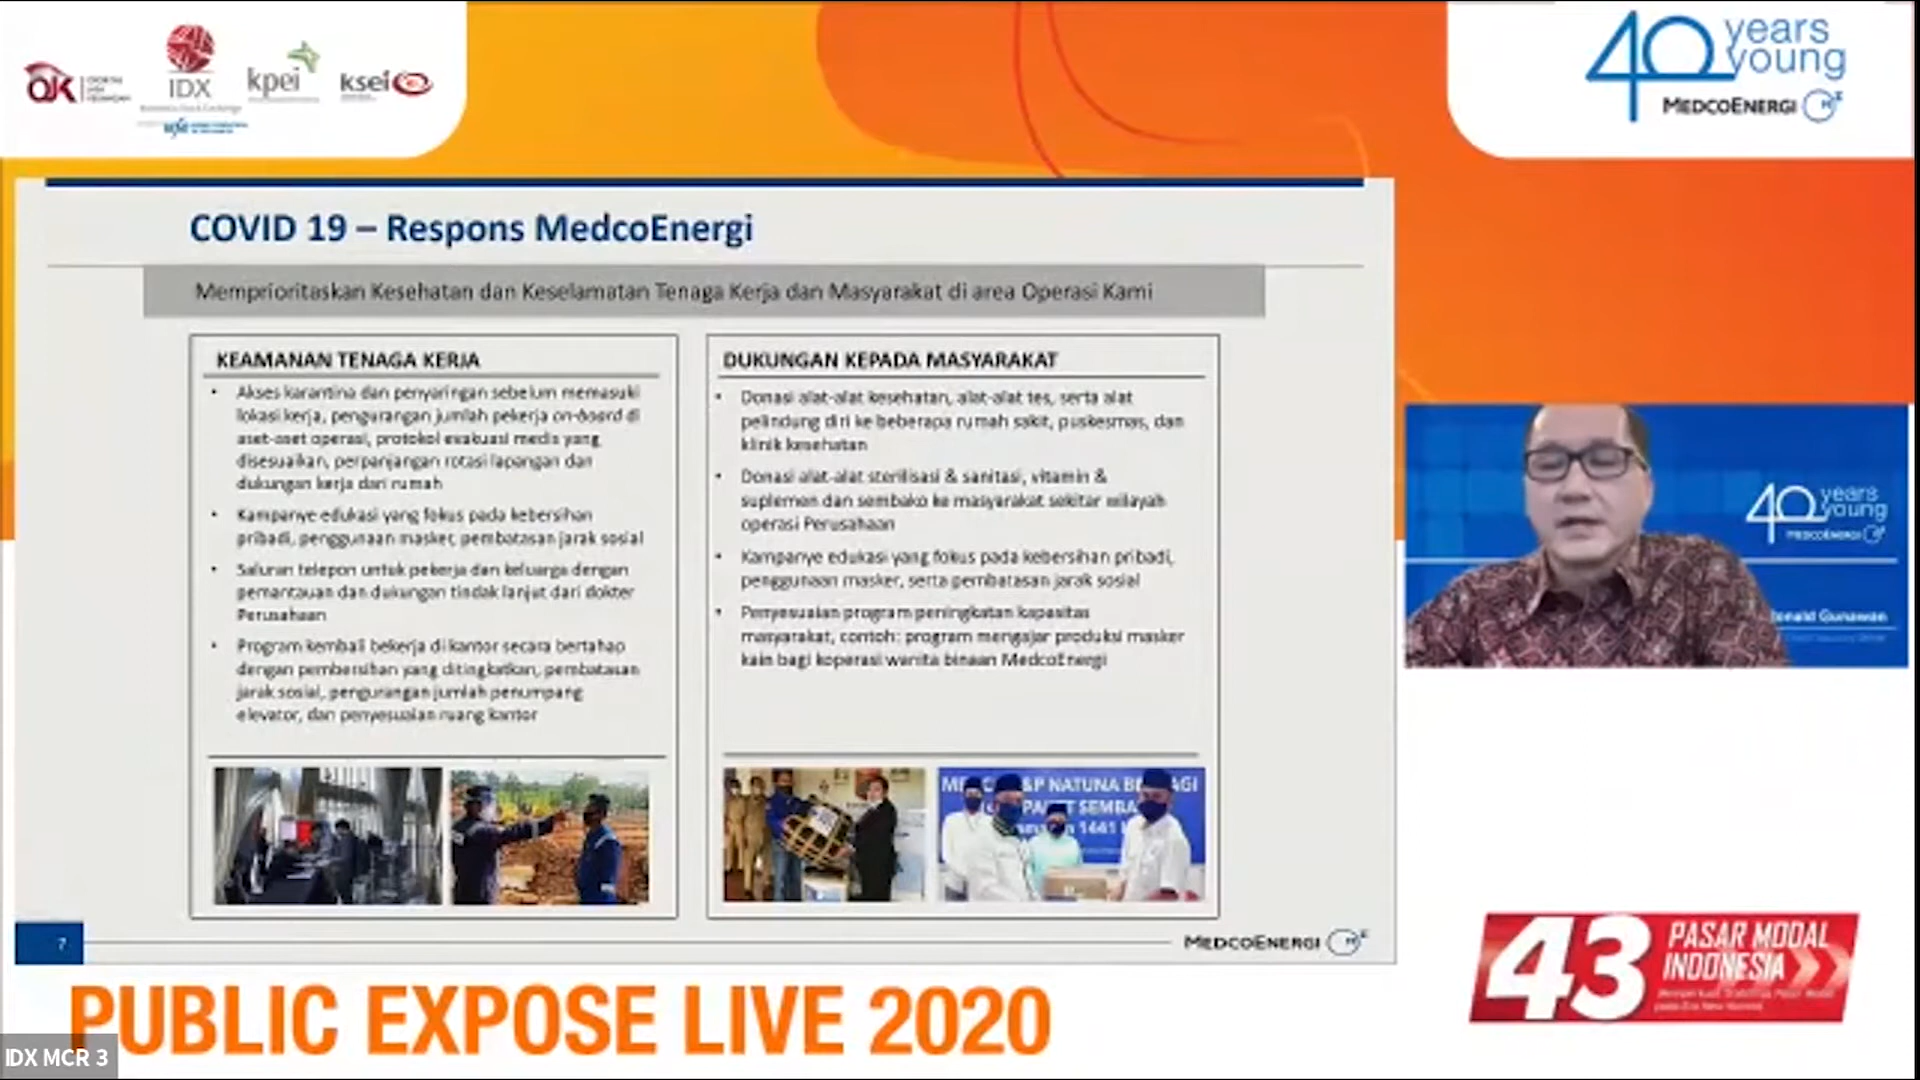 OJK
IDX
kpei
ksei
40 years young
MEDCOENERGI
COVID 19 – Respons MedcoEnergi
Memprioritaskan Kesehatan dan Keselamatan Tenaga Kerja dan Masyarakat di area Operasi Kami
KEAMANAN TENAGA KERJA
• Akses karantina dan penyaringan sebelum memasuki
lokasi kerja, pengurangan jumlah pekerja on-board di
aset-aset operasi, protokol evakuasi medis yang
disesuaikan, perpanjangan rotasi lapangan dan
dukungan kerja dari rumah
• Kampanye edukasi yang fokus pada kebersihan
pribadi, penggunaan masker, pembatasan jarak sosial
• Saluran telepon untuk pekerja dan keluarga dengan
pemantauan dan dukungan tindak lanjut dari dokter
Perusahaan
• Program kembali bekerja di kantor secara bertahap
dengan pembersihan yang ditingkatkan, pembatasan
jarak sosial, pengurangan jumlah penumpang
elevator, dan penyesuaian ruang kantor
DUKUNGAN KEPADA MASYARAKAT
• Donasi alat-alat kesehatan, alat-alat tes, serta alat
pelindung diri ke beberapa rumah sakit, puskesmas, dan
klinik kesehatan
• Donasi alat-alat sterilisasi & sanitasi, vitamin &
suplemen dan sembako ke masyarakat sekitar wilayah
operasi Perusahaan
• Kampanye edukasi yang fokus pada kebersihan pribadi,
penggunaan masker, serta pembatasan jarak sosial
• Penyesuaian program peningkatan kapasitas
masyarakat, contoh: program mengajar produksi masker
kain bagi koperasi wanita binaan MedcoEnergi
&P NATUNA
1441
7
MEDCOENERGI
40 years young
MEDCOENERGI
onald Gunawan
43 PASAR MODAL
INDONESIA
PUBLIC EXPOSE LIVE 2020
IDX MCR 3